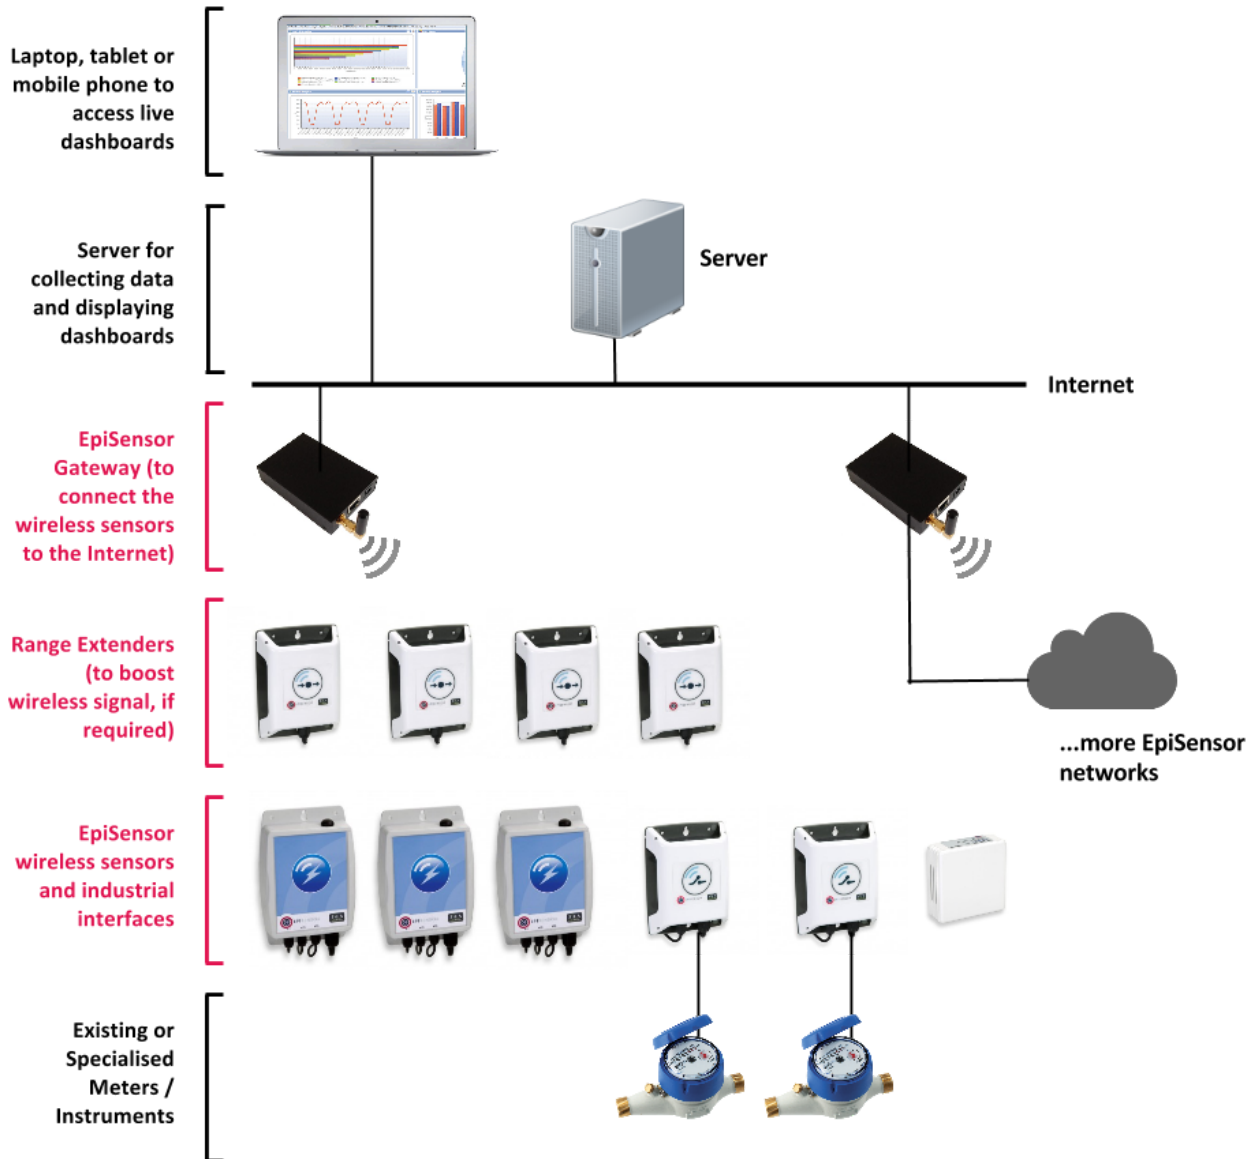 Laptop, tablet or
mobile phone to
access live
dashboards
Server for
collecting data
and displaying
dashboards
Server
Internet
EpiSensor
Gateway (to
connect the
wireless sensors
to the Internet)
Range Extenders
(to boost
wireless signal, if
required)
...more EpiSensor
networks
EpiSensor
wireless sensors
and industrial
interfaces
Existing or
Specialised
Meters /
Instruments